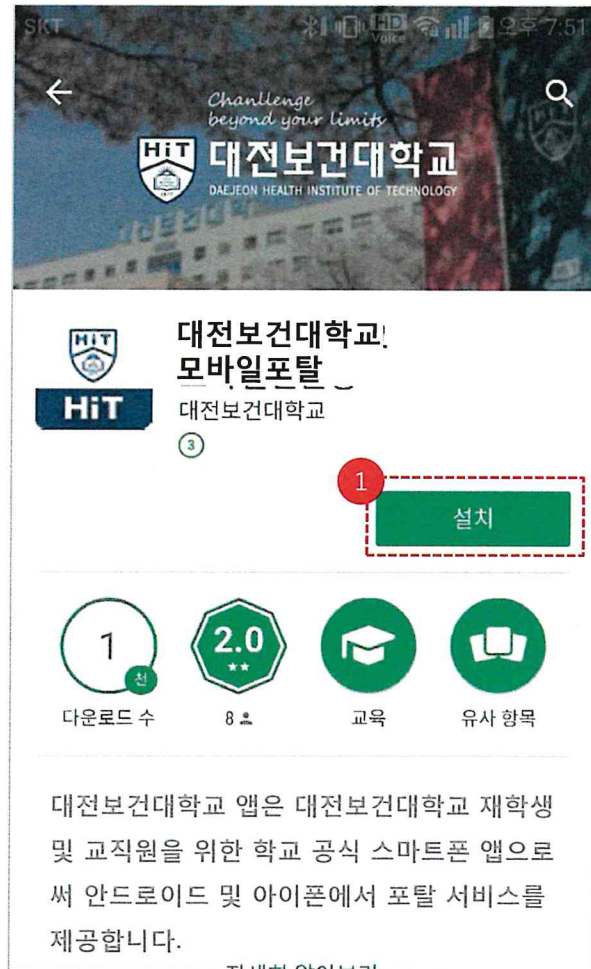 SKT
HD
Voice
오후 7:51
Chanllenge
beyond your limits
HiT
대전보건대학교
DAEJEON HEALTH INSTITUTE OF TECHNOLOGY
HiT
대전보건대학교
모바일포탈
HiT
대전보건대학교
3
1
설치
1
천
2.0
다운로드 수
8
교육
유사 항목
대전보건대학교 앱은 대전보건대학교 재학생
및 교직원을 위한 학교 공식 스마트폰 앱으로
써 안드로이드 및 아이폰에서 포탈 서비스를
제공합니다.